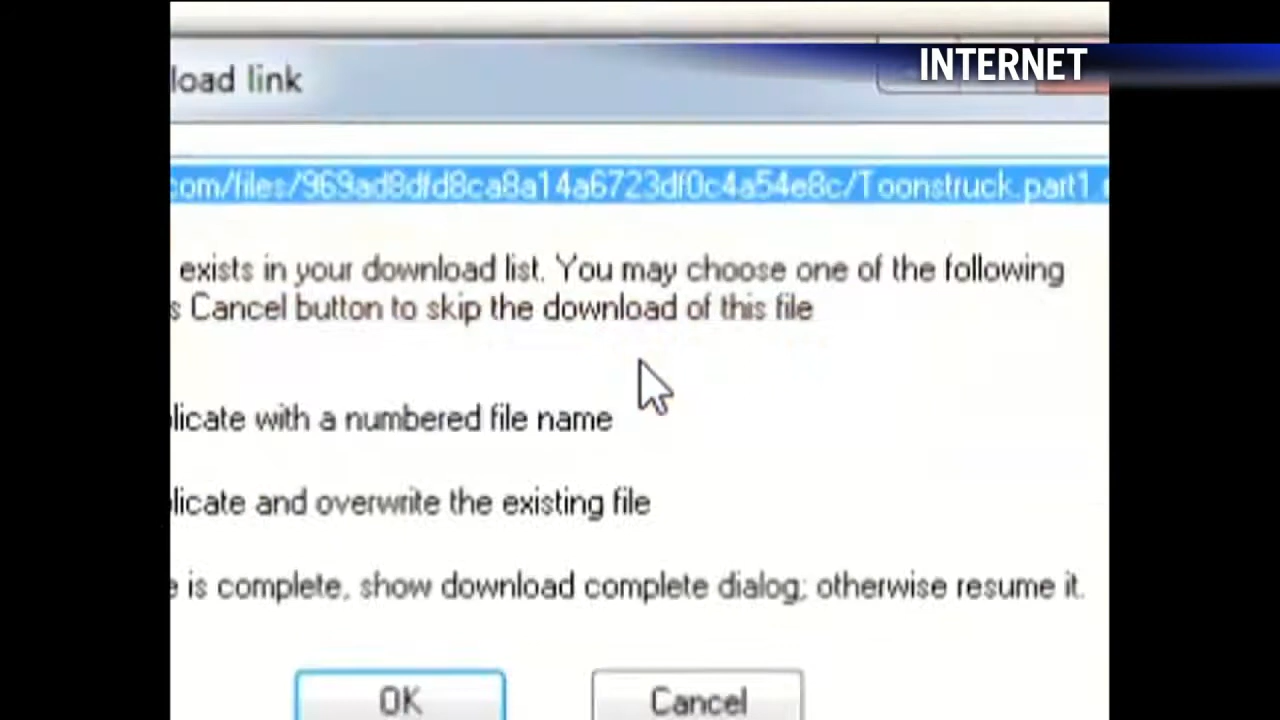 INTERNET
load link
com/files/969ad8dfd8ca8a14a6723df0c4a54e8c/Toonstruck.part1.
exists in your download list. You may choose one of the following
s Cancel button to skip the download of this file
licate with a numbered file name
licate and overwrite the existing file
e is complete, show download complete dialog; otherwise resume it.
OK
Cancel